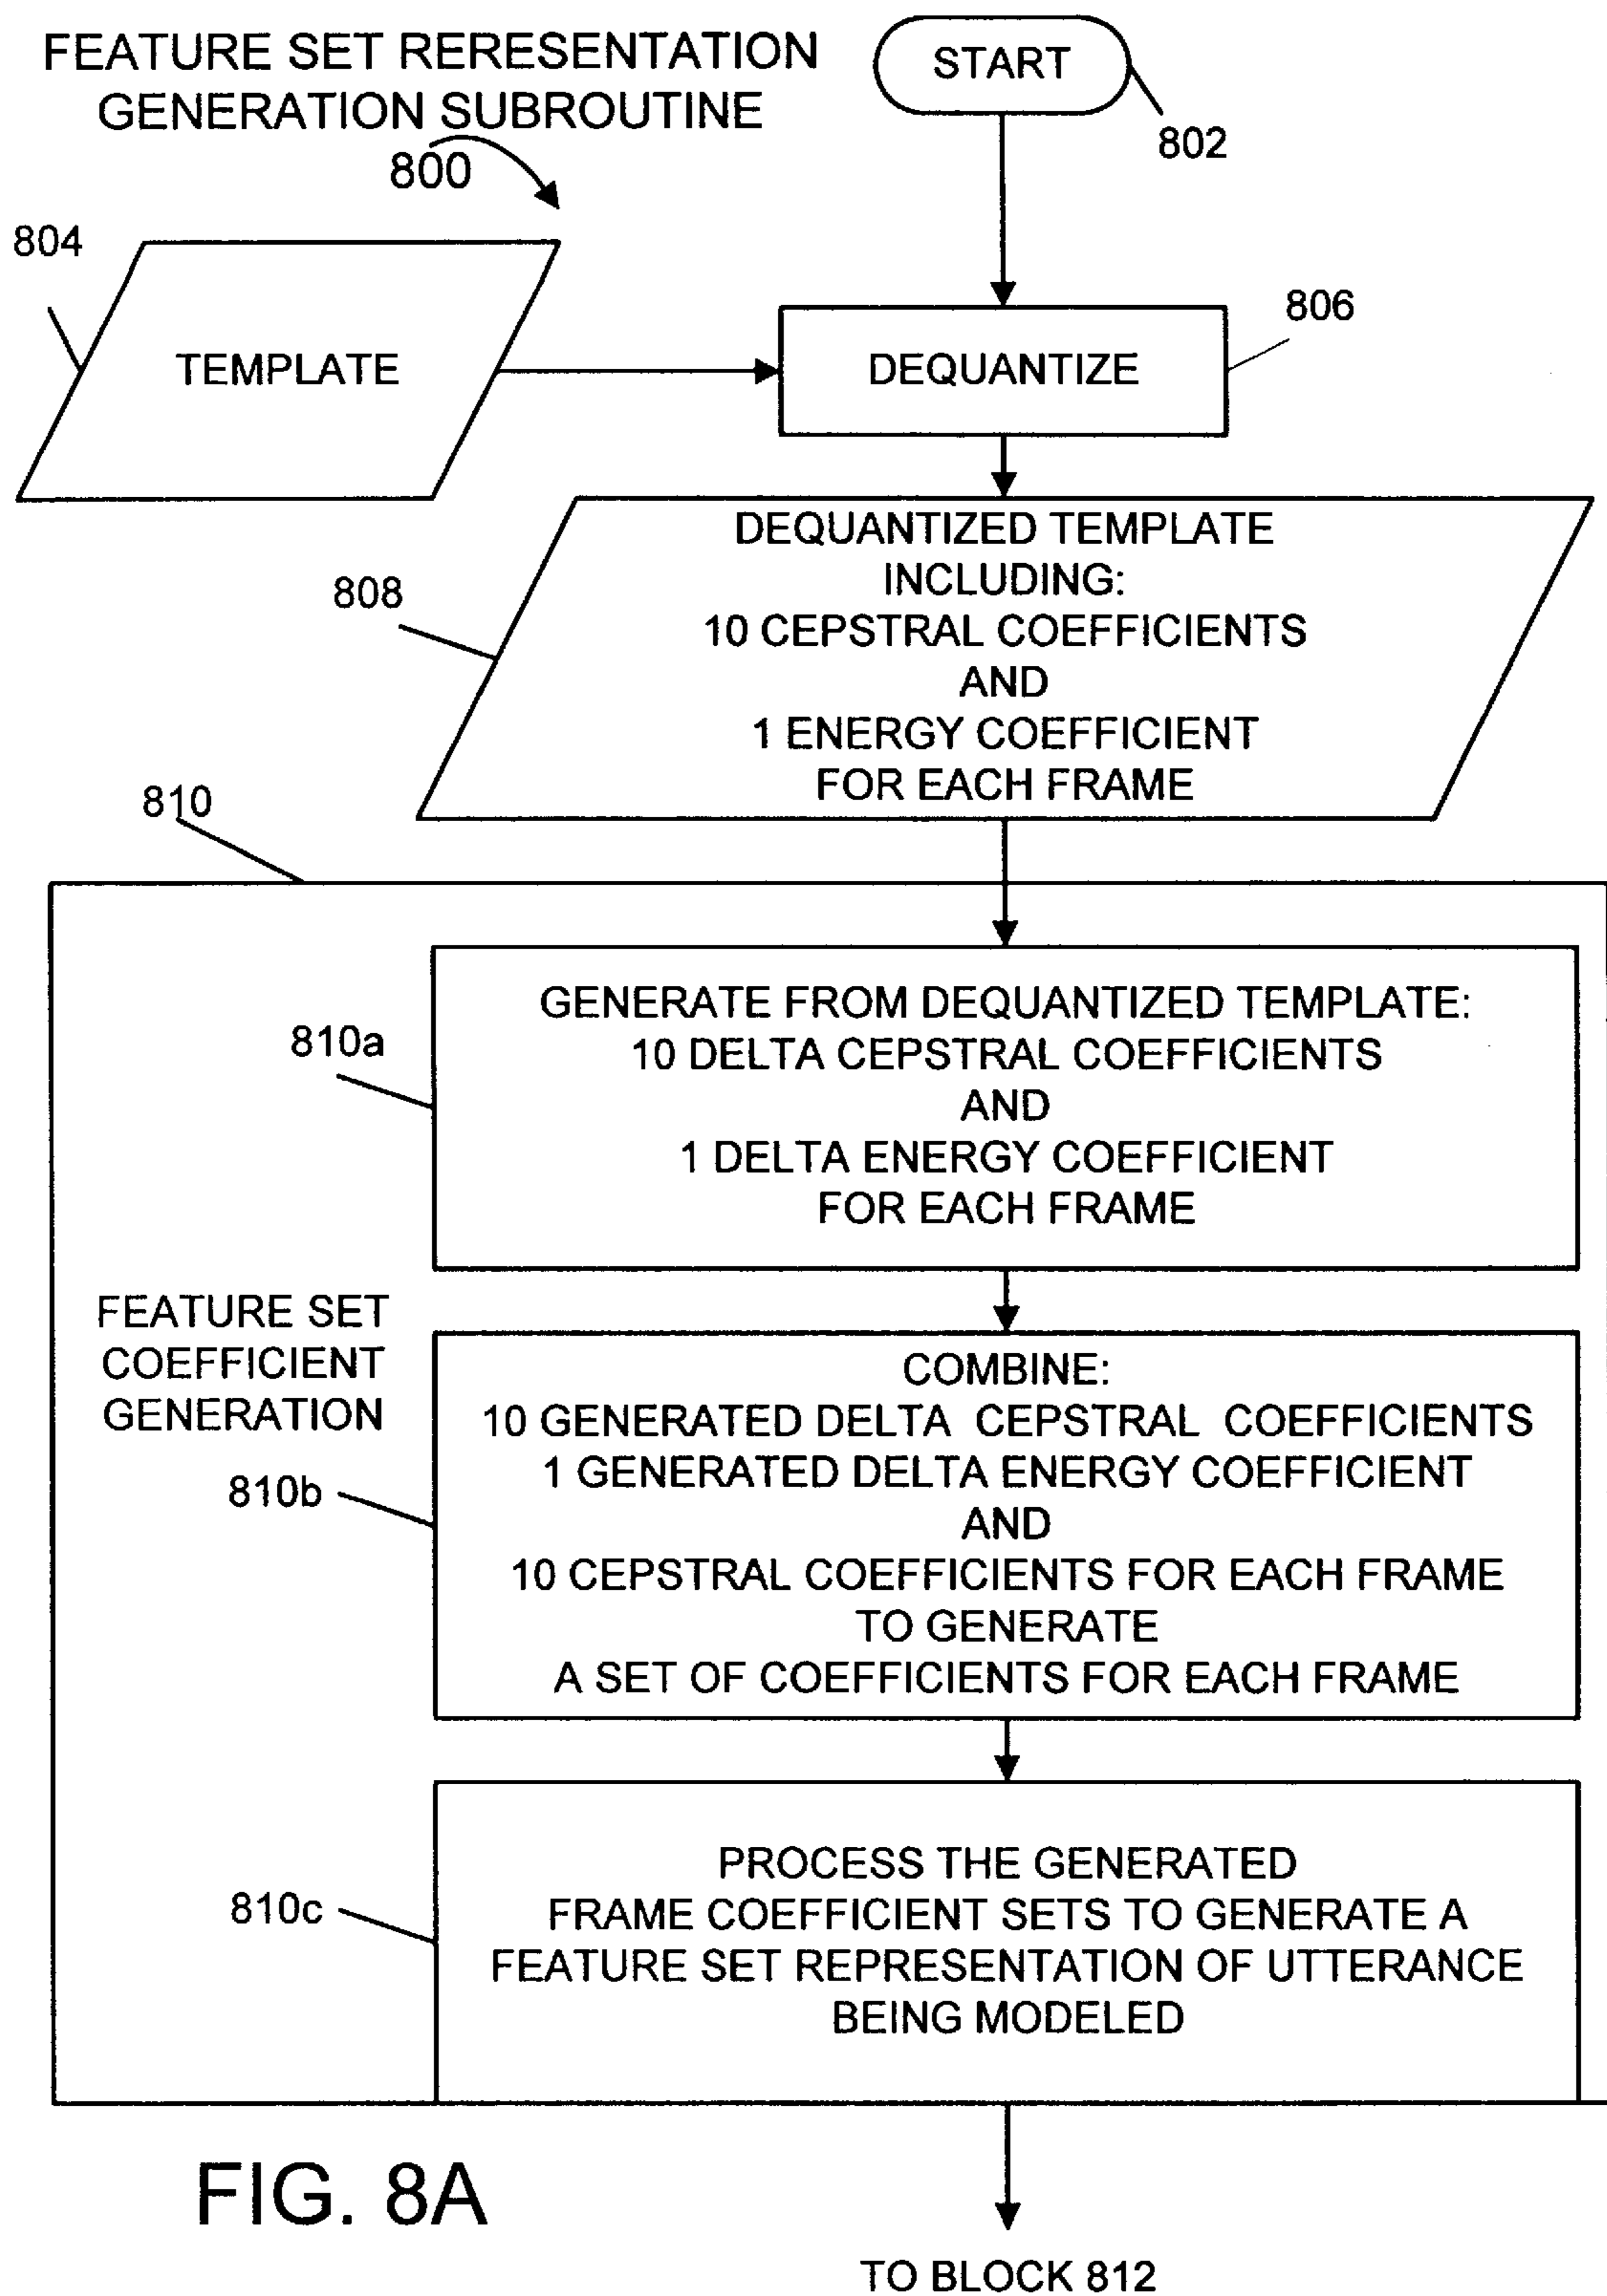 FEATURE SET RERESENTATION
GENERATION SUBROUTINE
800
START
802
804
TEMPLATE
DEQUANTIZE
806
DEQUANTIZED TEMPLATE
INCLUDING:
10 CEPSTRAL COEFFICIENTS
AND
1 ENERGY COEFFICIENT
FOR EACH FRAME
808
810
GENERATE FROM DEQUANTIZED TEMPLATE:
10 DELTA CEPSTRAL COEFFICIENTS
AND
1 DELTA ENERGY COEFFICIENT
FOR EACH FRAME
810a
FEATURE SET
COEFFICIENT
GENERATION
COMBINE:
10 GENERATED DELTA CEPSTRAL COEFFICIENTS
1 GENERATED DELTA ENERGY COEFFICIENT
AND
10 CEPSTRAL COEFFICIENTS FOR EACH FRAME
TO GENERATE
A SET OF COEFFICIENTS FOR EACH FRAME
810b
PROCESS THE GENERATED
FRAME COEFFICIENT SETS TO GENERATE A
FEATURE SET REPRESENTATION OF UTTERANCE
BEING MODELED
810c
FIG. 8A
TO BLOCK 812